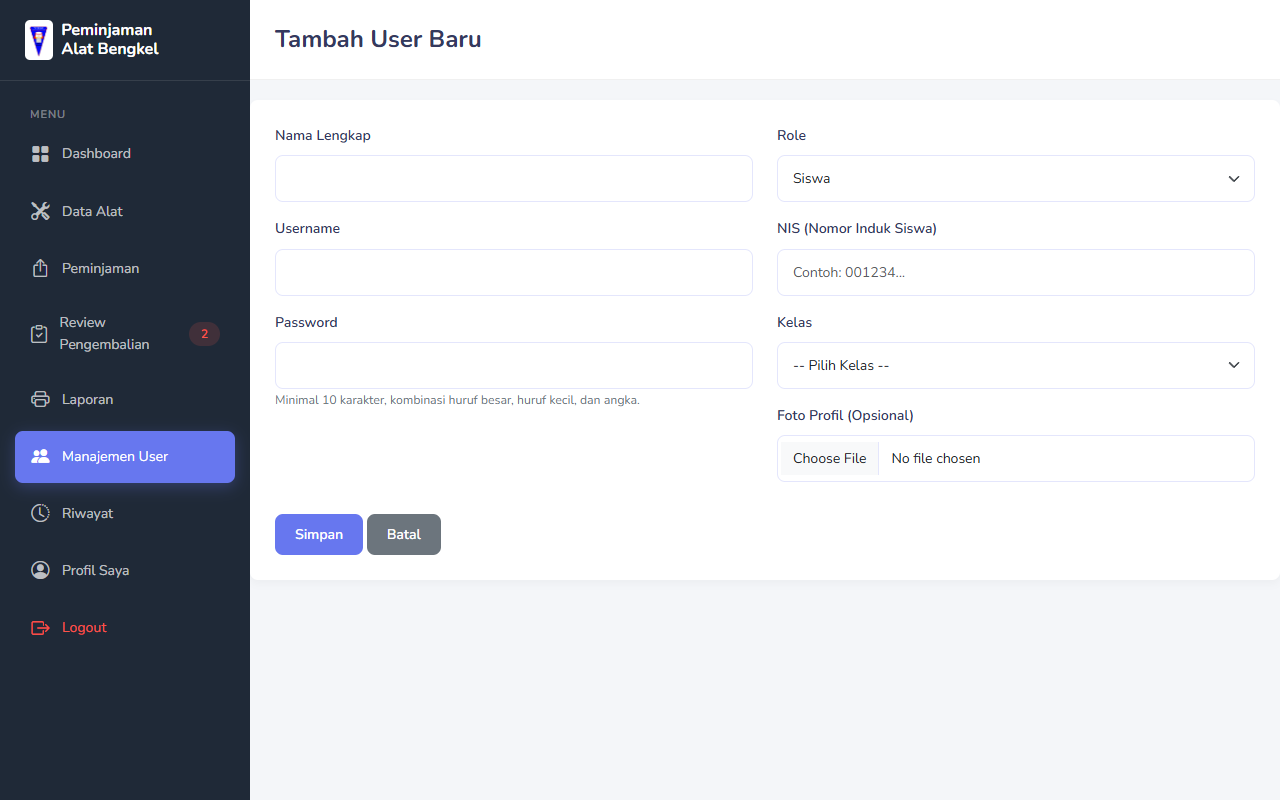 Peminjaman
Alat Bengkel
MENU
Dashboard
Data Alat
Peminjaman
Review
Pengembalian
2
Laporan
Manajemen User
Riwayat
Profil Saya
Logout
Tambah User Baru
Nama Lengkap
Username
Password
Minimal 10 karakter, kombinasi huruf besar, huruf kecil, dan angka.
Role
Siswa
NIS (Nomor Induk Siswa)
Contoh: 001234...
Kelas
-- Pilih Kelas --
Foto Profil (Opsional)
Choose File No file chosen
Simpan Batal